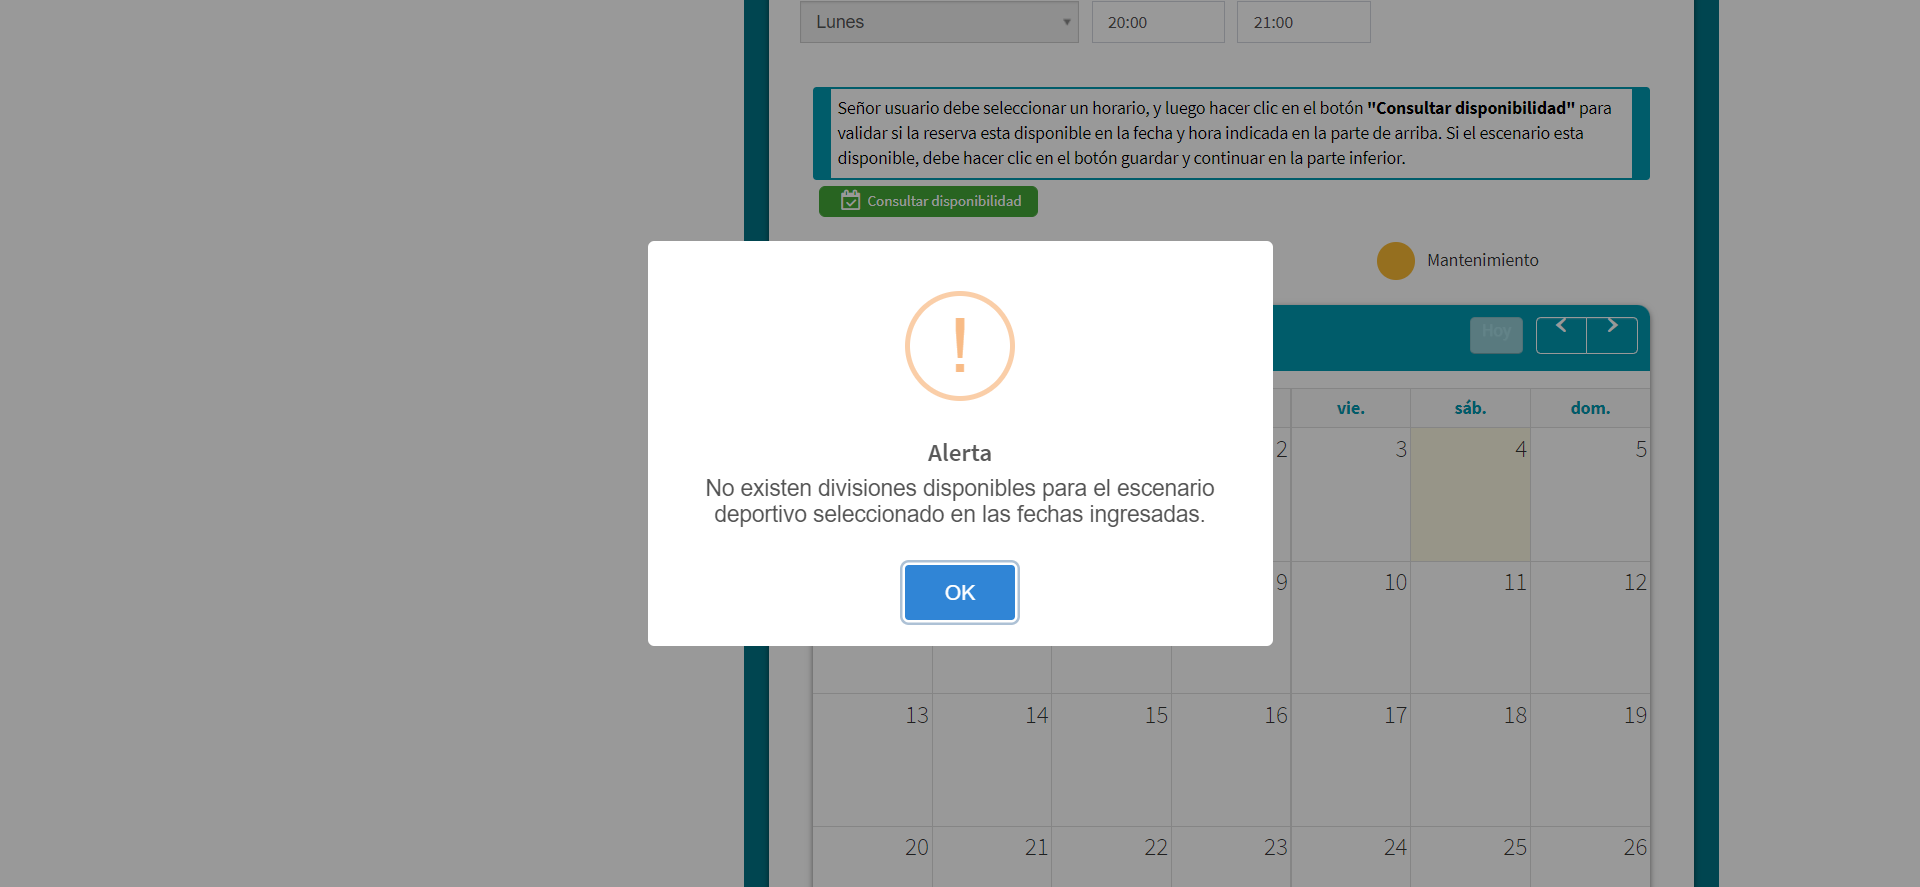 Lunes 20:00 21:00
Señor usuario debe seleccionar un horario, y luego hacer clic en el botón "Consultar disponibilidad" para
validar si la reserva esta disponible en la fecha y hora indicada en la parte de arriba. Si el escenario esta
disponible, debe hacer clic en el botón guardar y continuar en la parte inferior.
Consultar disponibilidad
Mantenimiento
Hoy
!
Alerta
No existen divisiones disponibles para el escenario
deportivo seleccionado en las fechas ingresadas.
OK
vie. sáb. dom.
2 3 4 5
9 10 11 12
13 14 15 16 17 18 19
20 21 22 23 24 25 26